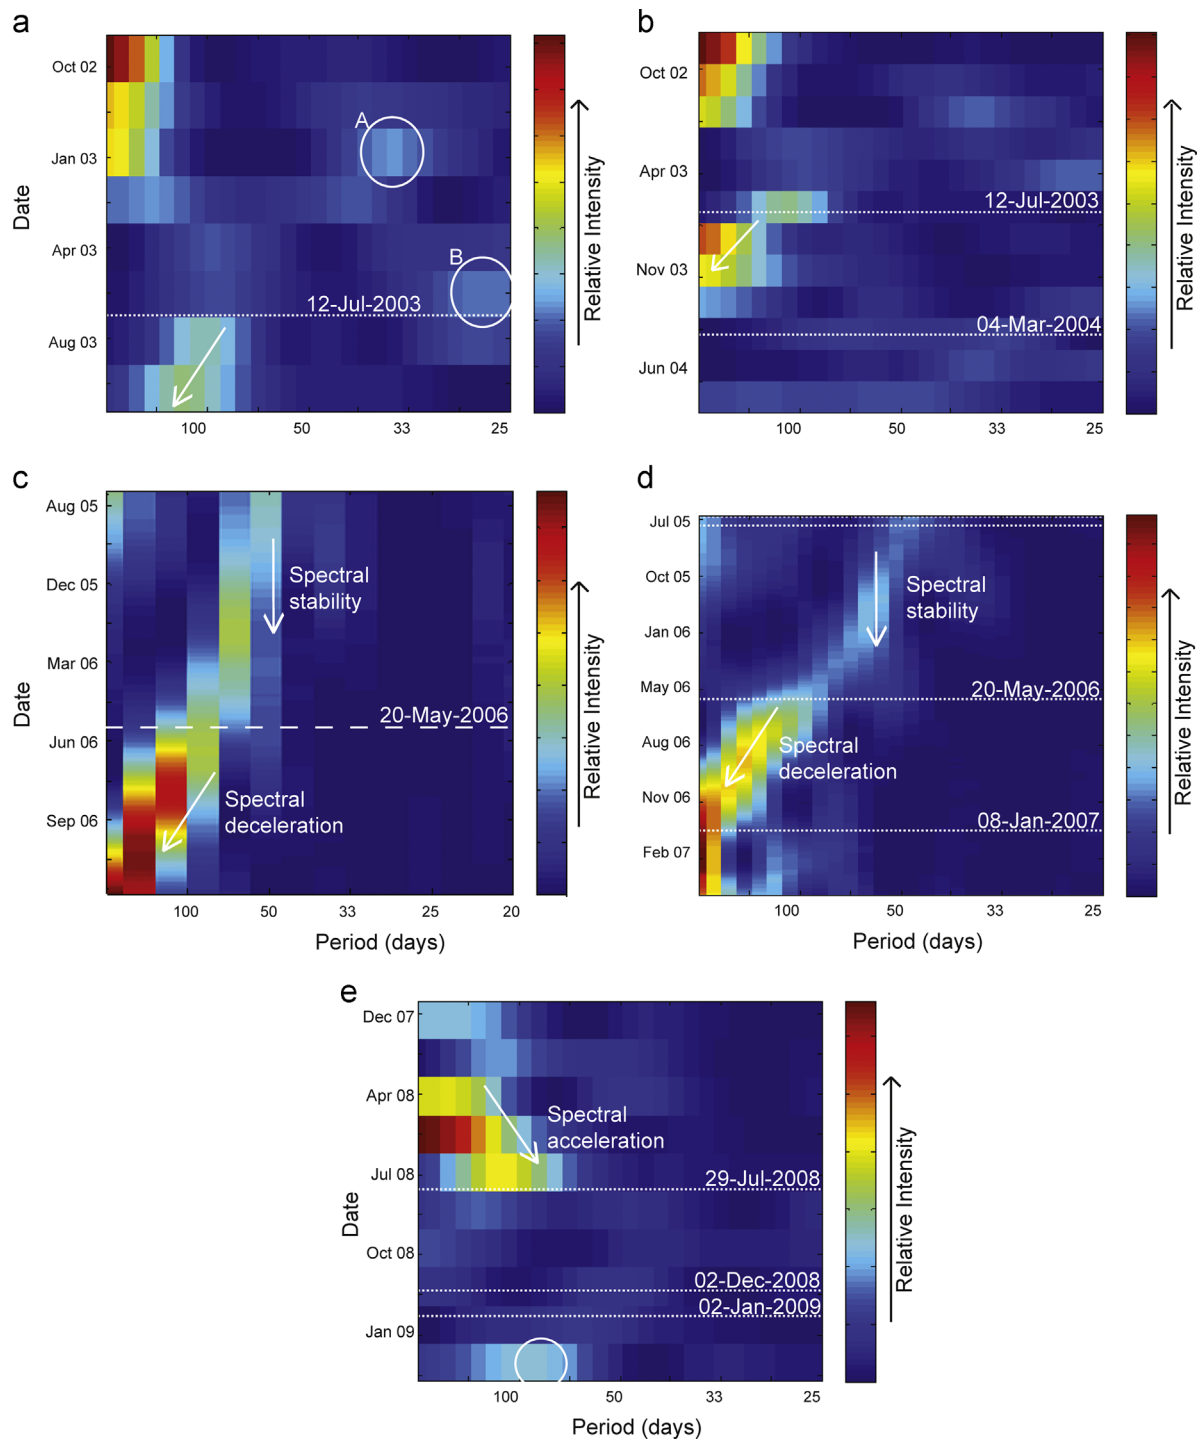 a
Oct 02
Jan 03
Apr 03
Aug 03
Date
A
B
12-Jul-2003
100
50
33
25
Relative Intensity
b
Oct 02
Apr 03
Nov 03
Jun 04
12-Jul-2003
04-Mar-2004
100
50
33
25
Relative Intensity
c
Aug 05
Dec 05
Mar 06
Jun 06
Sep 06
Date
Spectral
stability
20-May-2006
Spectral
deceleration
100
50
33
25
20
Period (days)
Relative Intensity
d
Jul 05
Oct 05
Jan 06
May 06
Aug 06
Nov 06
Feb 07
Spectral
stability
20-May-2006
Spectral
deceleration
08-Jan-2007
100
50
33
25
Period (days)
Relative Intensity
e
Dec 07
Apr 08
Jul 08
Oct 08
Jan 09
Date
Spectral
acceleration
29-Jul-2008
02-Dec-2008
02-Jan-2009
100
50
33
25
Period (days)
Relative Intensity